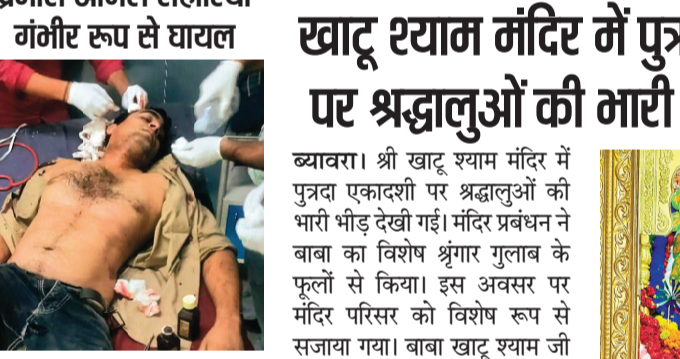 गंभीर रूप से घायल
खाटू श्याम मंदिर में
पर श्रद्धालुओं की भारी
ब्यावरा। श्री खाटू श्याम मंदिर में
पुत्रदा एकादशी पर श्रद्धालुओं की
भारी भीड़ देखी गई। मंदिर प्रबंधन ने
बाबा का विशेष श्रृंगार गुलाब के
फूलों से किया। इस अवसर पर
मंदिर परिसर को विशेष रूप से
सजाया गया। बाबा खाटू श्याम जी